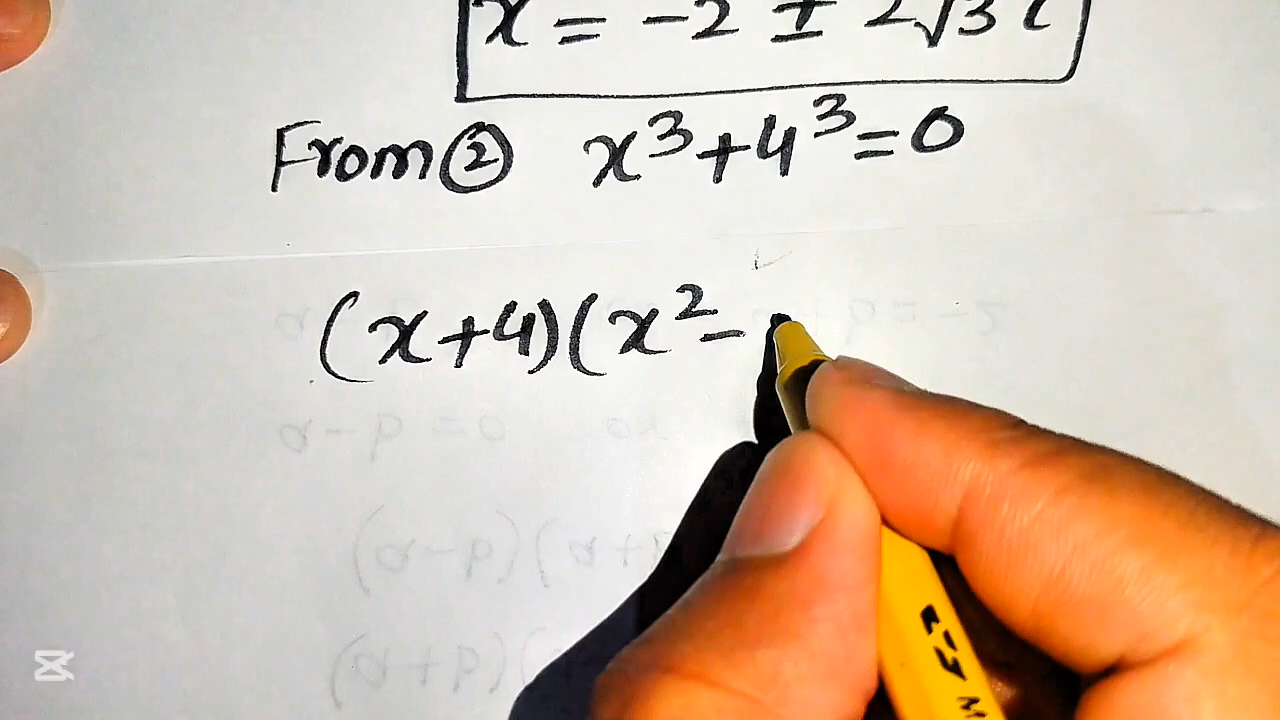 x = -2 ± 2√3 i
From ② x³+4³=0
(x+4)(x²-